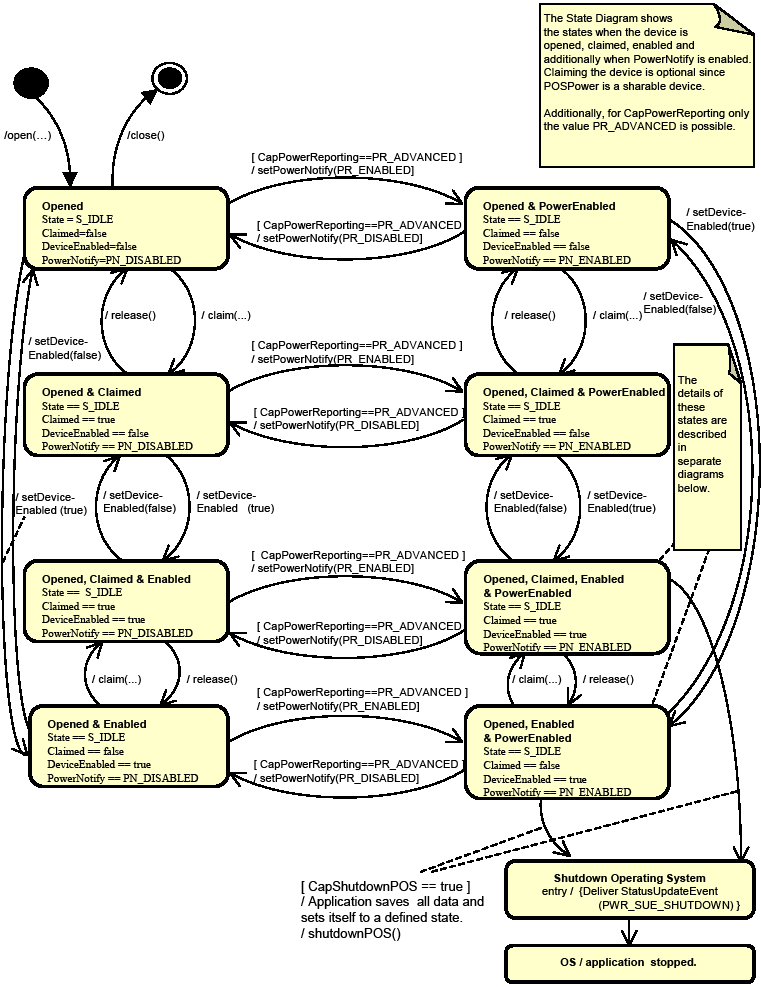 The State Diagram shows
the states when the device is
opened, claimed, enabled and
additionally when PowerNotify is enabled.
Claiming the device is optional since
POSPower is a sharable device.
Additionally, for CapPowerReporting only
the value PR_ADVANCED is possible.
/open(...)
/close()
[ CapPowerReporting==PR_ADVANCED ]
/ setPowerNotify(PR_ENABLED]
Opened
State = S_IDLE
Claimed=false
DeviceEnabled=false
PowerNotify=PN_DISABLED
[ CapPowerReporting==PR_ADVANCED
/ setPowerNotify(PR_DISABLED]
Opened & PowerEnabled
State == S_IDLE
Claimed == false
DeviceEnabled == false
PowerNotify == PN_ENABLED
/ setDevice-
Enabled(true)
/ setDevice-
Enabled(false)
/ release()
/ claim(...)
/ release()
/ claim(...)
/ setDevice-
Enabled(false)
[ CapPowerReporting==PR_ADVANCED ]
/ setPowerNotify(PR_ENABLED]
Opened & Claimed
State == S_IDLE
Claimed == true
DeviceEnabled == false
PowerNotify == PN_DISABLED
[ CapPowerReporting==PR_ADVANCED
/ setPowerNotify(PR_DISABLED]
Opened, Claimed & PowerEnabled
State == S_IDLE
Claimed == true
DeviceEnabled == false
PowerNotify == PN_ENABLED
The
details of
these
states are
described
in
separate
diagrams
below.
/ setDevice-
Enabled (true)
/ setDevice-
Enabled(false)
/ setDevice-
Enabled (true)
/ setDevice-
Enabled(false)
/ setDevice-
Enabled(true)
[ CapPowerReporting==PR_ADVANCED ]
/ setPowerNotify(PR_ENABLED]
Opened, Claimed & Enabled
State == S_IDLE
Claimed == true
DeviceEnabled == true
PowerNotify == PN_DISABLED
[ CapPowerReporting==PR_ADVANCED
/ setPowerNotify(PR_DISABLED]
Opened, Claimed, Enabled
& PowerEnabled
State == S_IDLE
Claimed == true
DeviceEnabled == true
PowerNotify == PN_ENABLED
/ claim(...)
/ release()
/ claim(...)
/ release()
[ CapPowerReporting==PR_ADVANCED ]
/ setPowerNotify(PR_ENABLED]
Opened & Enabled
State == S_IDLE
Claimed == false
DeviceEnabled == true
PowerNotify == PN_DISABLED
[ CapPowerReporting==PR_ADVANCED
/ setPowerNotify(PR_DISABLED]
Opened, Enabled
& PowerEnabled
State == S_IDLE
Claimed == false
DeviceEnabled == true
PowerNotify == PN_ENABLED
[ CapShutdownPOS == true ]
/ Application saves all data and
sets itself to a defined state.
/ shutdownPOS()
Shutdown Operating System
entry / {Deliver StatusUpdateEvent
(PWR_SUE_SHUTDOWN) }
OS / application stopped.